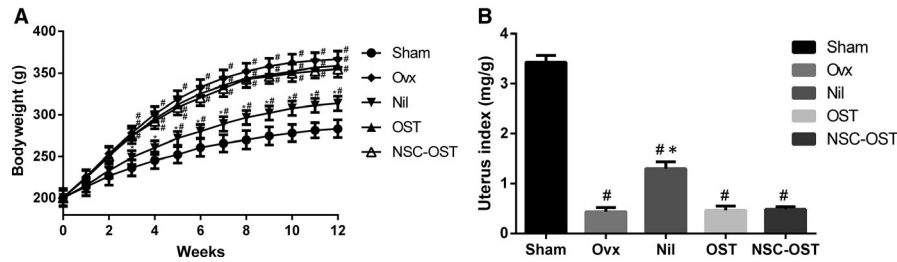 A
Bodyweight (g)
400
350
300
250
200
0 2 4 6 8 10 12
Weeks
Sham
Ovx
Nil
OST
NSC-OST
B
Uterus index (mg/g)
4
3
2
1
0
# #* # #
Sham Ovx Nil OST NSC-OST
Sham
Ovx
Nil
OST
NSC-OST